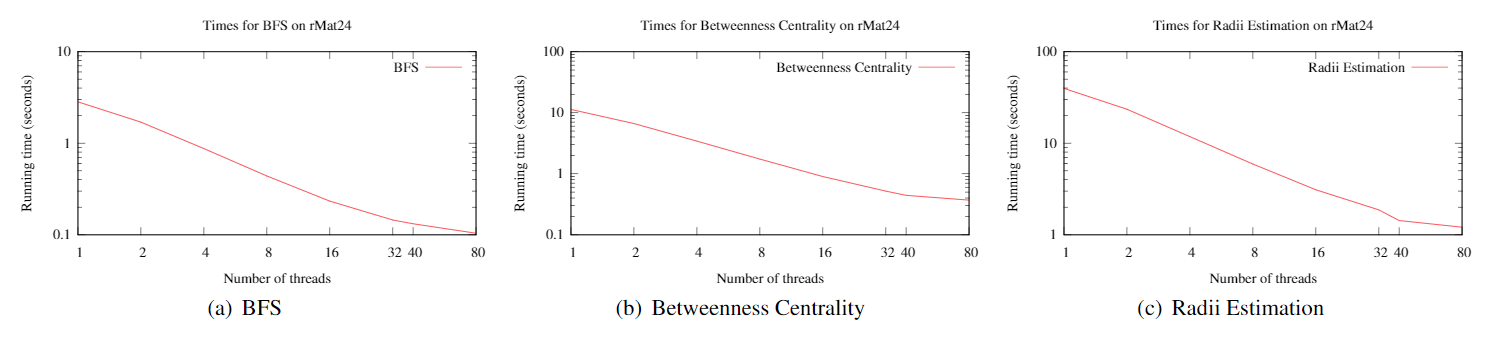 Times for BFS on rMat24
10
1
0.1
Running time (seconds)
BFS
1 2 4 8 16 32 40 80
Number of threads
(a) BFS
Times for Betweenness Centrality on rMat24
100
10
1
0.1
Running time (seconds)
Betweenness Centrality
1 2 4 8 16 32 40 80
Number of threads
(b) Betweenness Centrality
Times for Radii Estimation on rMat24
100
10
1
Running time (seconds)
Radii Estimation
1 2 4 8 16 32 40 80
Number of threads
(c) Radii Estimation